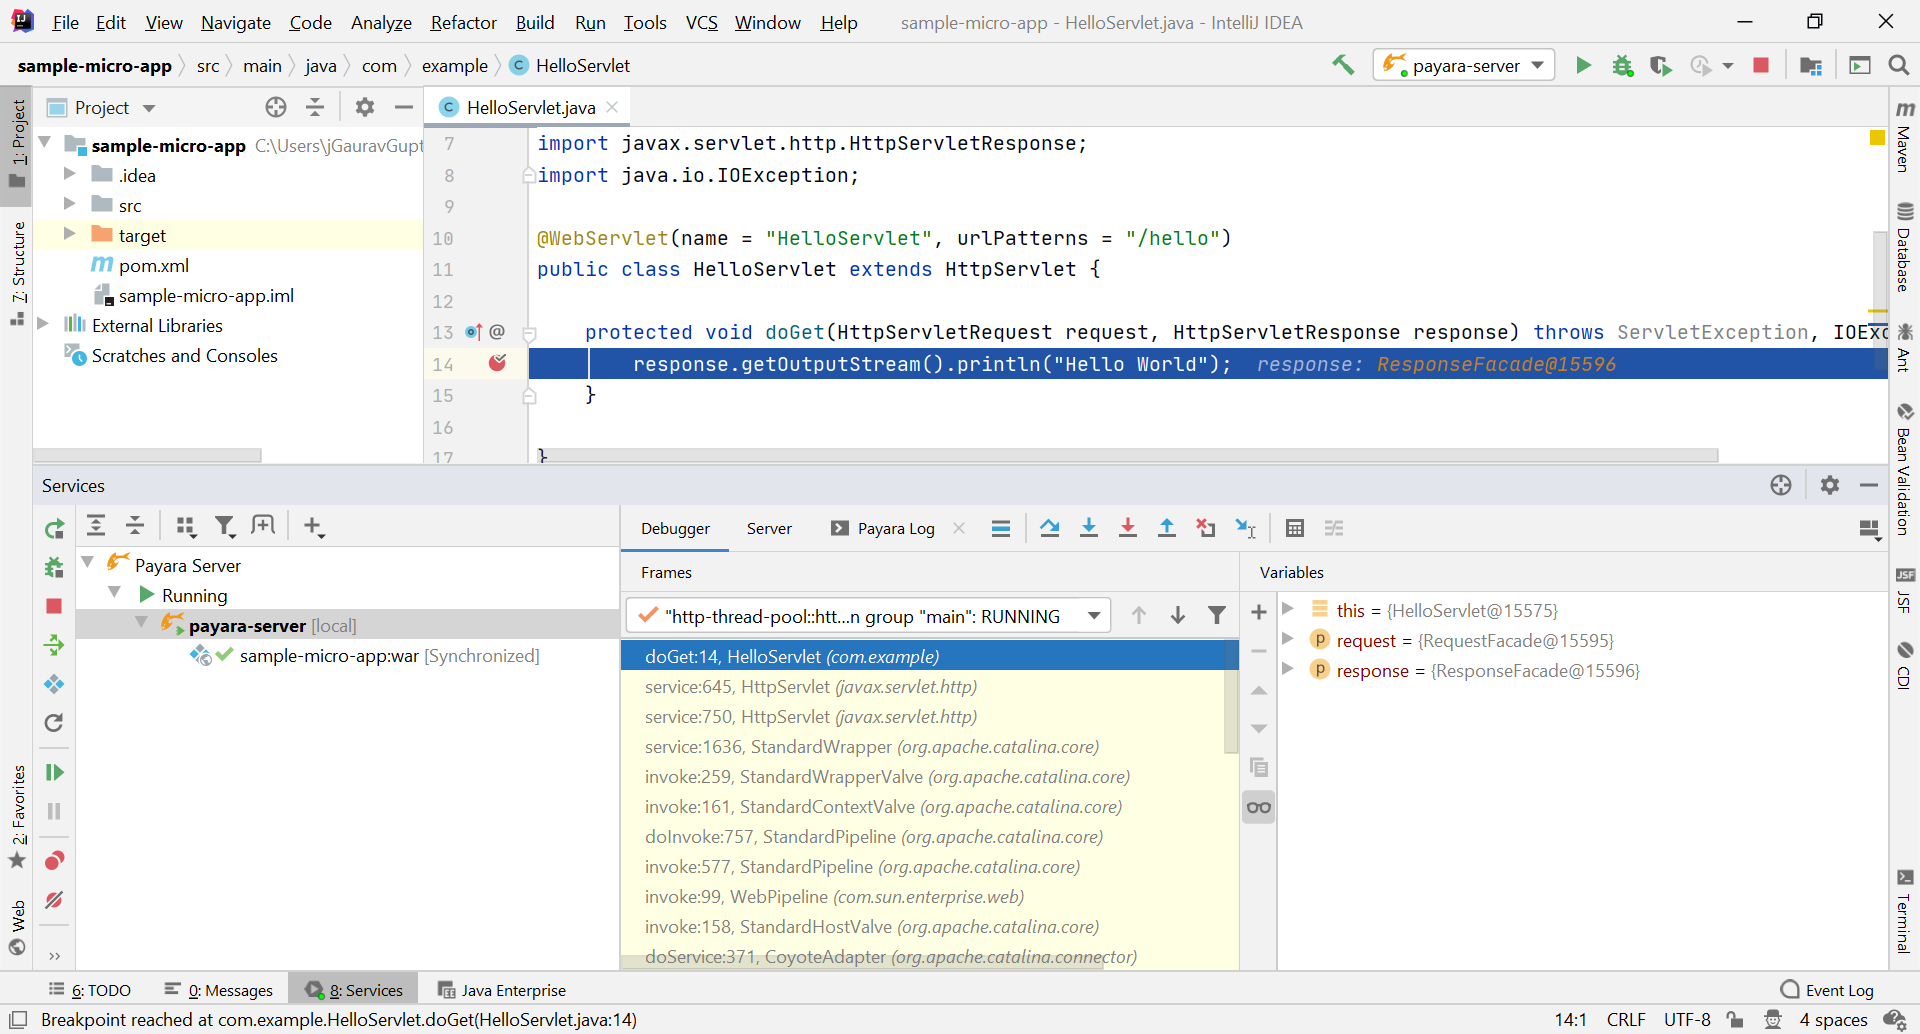 File Edit View Navigate Code Analyze Refactor Build Run Tools VCS Window Help sample-micro-app - HelloServlet.java - IntelliJ IDEA
sample-micro-app src main java com example C HelloServlet payara-server
Project
HelloServlet.java
sample-micro-app C:\Users\jGauravGupt
.idea
src
target
pom.xml
sample-micro-app.iml
External Libraries
Scratches and Consoles
7 import javax.servlet.http.HttpServletResponse;
8 import java.io.IOException;
9
10 @WebServlet(name = "HelloServlet", urlPatterns = "/hello")
11 public class HelloServlet extends HttpServlet {
12
13 protected void doGet(HttpServletRequest request, HttpServletResponse response) throws ServletException, IOExc
14 response.getOutputStream().println("Hello World"); response: ResponseFacade@15596
15 }
16
17 }
1: Project
7: Structure
2: Favorites
Web
Maven
Database
Ant
Bean Validation
JSF
CDI
Terminal
Services
Payara Server
Running
payara-server [local]
sample-micro-app:war [Synchronized]
Debugger Server Payara Log
Frames
"http-thread-pool::htt...n group "main": RUNNING
doGet:14, HelloServlet (com.example)
service:645, HttpServlet (javax.servlet.http)
service:750, HttpServlet (javax.servlet.http)
service:1636, StandardWrapper (org.apache.catalina.core)
invoke:259, StandardWrapperValve (org.apache.catalina.core)
invoke:161, StandardContextValve (org.apache.catalina.core)
doInvoke:757, StandardPipeline (org.apache.catalina.core)
invoke:577, StandardPipeline (org.apache.catalina.core)
invoke:99, WebPipeline (com.sun.enterprise.web)
invoke:158, StandardHostValve (org.apache.catalina.core)
doService:371, CoyoteAdapter (org.apache.catalina.connector)
Variables
this = {HelloServlet@15575}
request = {RequestFacade@15595}
response = {ResponseFacade@15596}
6: TODO 0: Messages 8: Services Java Enterprise Event Log
Breakpoint reached at com.example.HelloServlet.doGet(HelloServlet.java:14) 14:1 CRLF UTF-8 4 spaces